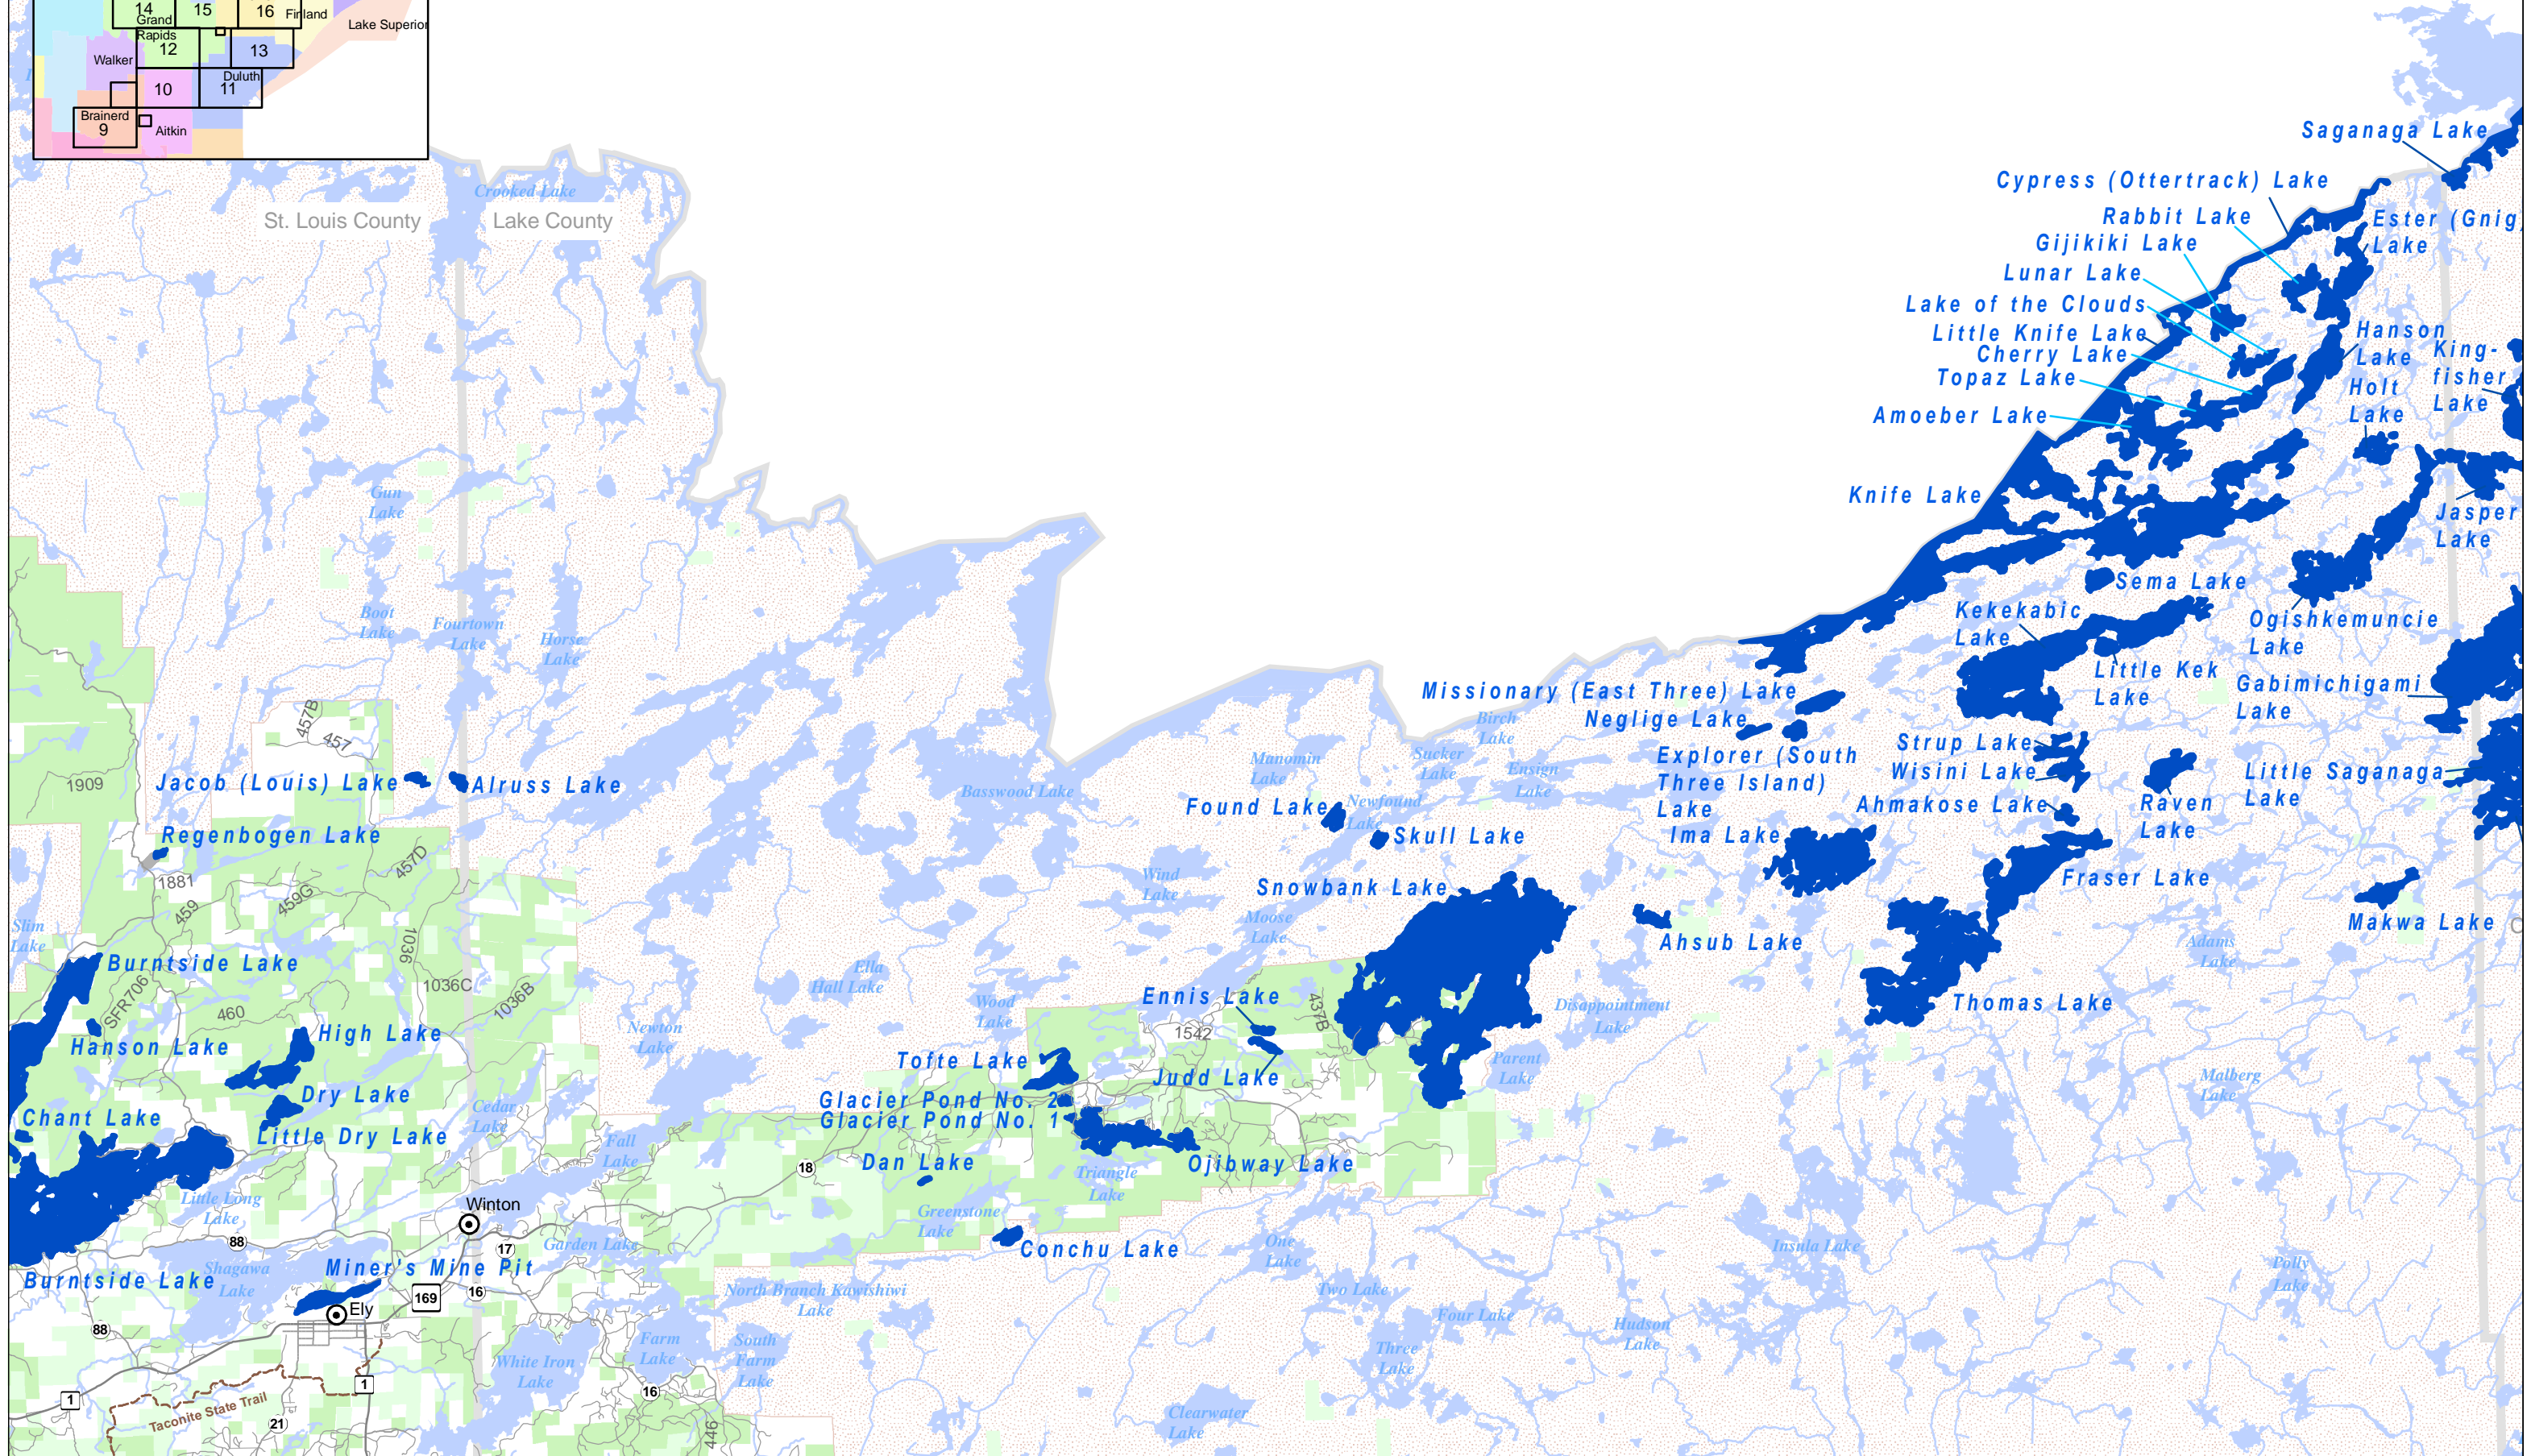 14
15
16
Grand
Rapids
12
13
Finland
Lake Superior
Walker
10
11
Duluth
Brainerd
9
Aitkin
St. Louis County
Lake County
Crooked Lake
Saganaga Lake
Cypress (Ottertrack) Lake
Rabbit Lake
Ester (Gnig
Lake
Gijikiki Lake
Lunar Lake
Lake of the Clouds
Little Knife Lake
Hanson
Lake
King-
fisher
Lake
Cherry Lake
Topaz Lake
Holt
Lake
Amoeber Lake
Knife Lake
Jasper
Lake
Gun
Lake
Sema Lake
Kekekabic
Lake
Ogishkemuncie
Lake
Boot
Lake
Fourtown
Lake
Horse
Lake
Little Kek
Lake
Gabimichigami
Lake
Missionary (East Three) Lake
Neglige Lake
Birch
Lake
457B
457
Explorer (South
Three Island)
Lake
Strup Lake
Wisini Lake
Little Saganaga
Lake
Manomin
Lake
Sucker
Lake
Ensign
Lake
1909
Jacob (Louis) Lake
Alruss Lake
Basswood Lake
Found Lake
Newfound
Lake
Ahmakose Lake
Raven
Lake
Regenbogen Lake
Skull Lake
Ima Lake
457D
1881
459
459G
Wind
Lake
Snowbank Lake
Fraser Lake
Makwa Lake
Slim
Lake
Moose
Lake
1036
Ahsub Lake
Adams
Lake
Burntside Lake
Ella
Hall Lake
1036C
1036B
SFR706
460
Wood
Lake
Ennis Lake
437B
Disappointment
Lake
Thomas Lake
Hanson Lake
High Lake
Newton
Lake
1542
Tofte Lake
Judd Lake
Parent
Lake
Malberg
Lake
Dry Lake
Glacier Pond No. 2
Glacier Pond No. 1
Chant Lake
Cedar
Lake
Little Dry Lake
Fall
Lake
Dan Lake
18
Triangle
Lake
Ojibway Lake
Little Long
Lake
Winton
Greenstone
Lake
88
17
Garden Lake
Conchu Lake
One
Lake
Insula Lake
Polly
Lake
Burntside Lake
Shagawa
Lake
Miner's Mine Pit
169
16
Ely
North Branch Kawishiwi
Lake
Two Lake
Four Lake
Hudson
Lake
88
White Iron
Lake
Farm
Lake
South
Farm
Lake
Three
Lake
1
1
16
Taconite State Trail
21
446
Clearwater
Lake